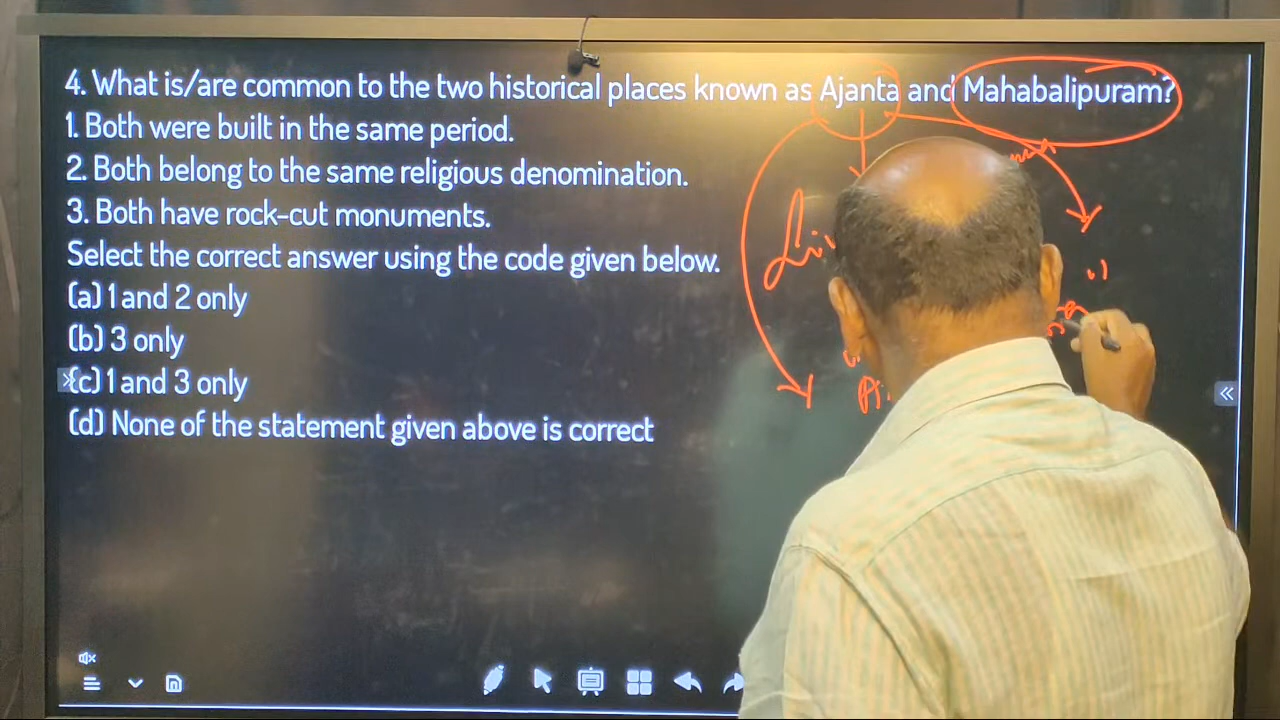 4. What is/are common to the two historical places known as Ajanta and Mahabalipuram?
1. Both were built in the same period.
2. Both belong to the same religious denomination.
3. Both have rock-cut monuments.
Select the correct answer using the code given below.
(a) 1 and 2 only
(b) 3 only
(c) 1 and 3 only
(d) None of the statement given above is correct